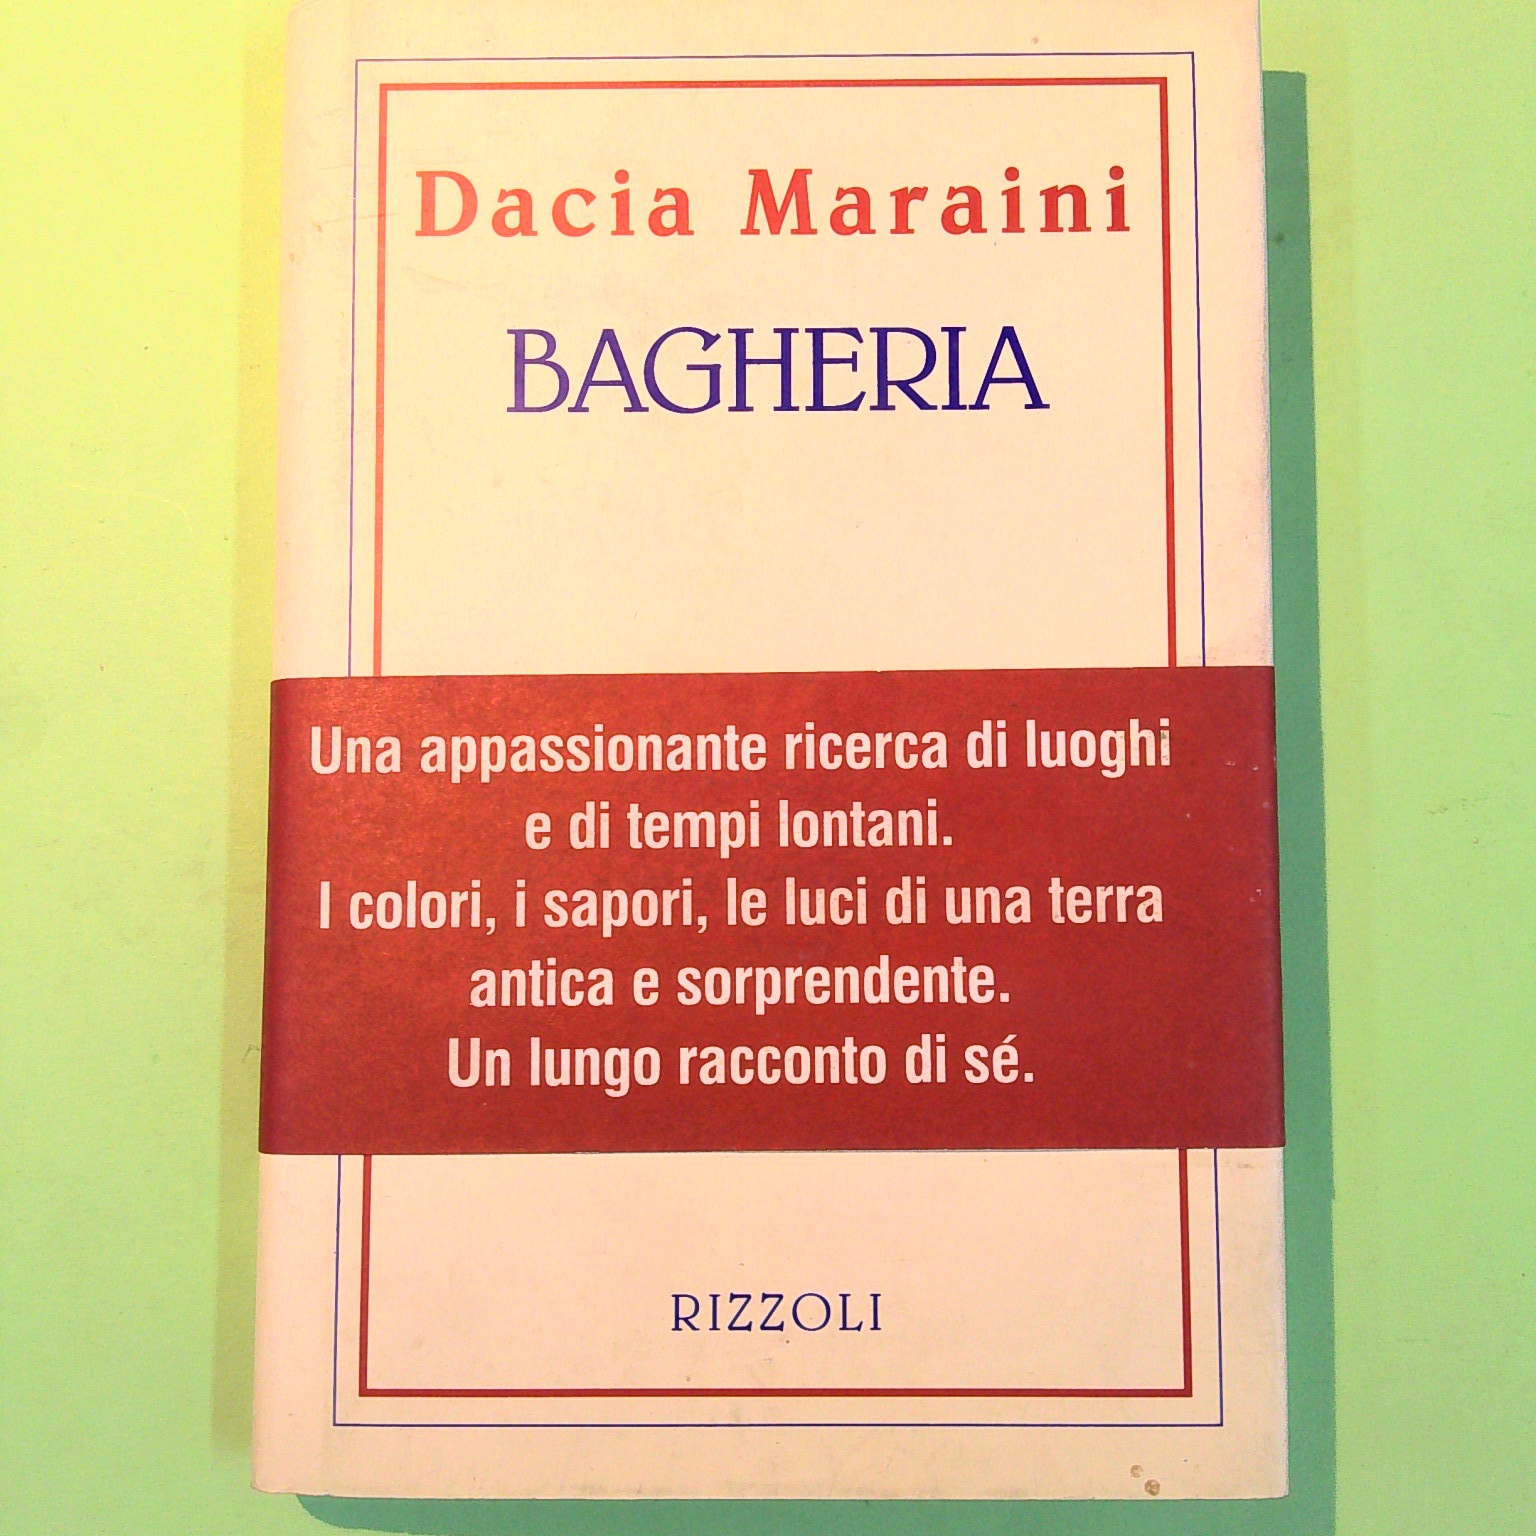 Dacia Maraini
BAGHERIA
Una appassionante ricerca di luoghi
e di tempi lontani.
I colori, i sapori, le luci di una terra
antica e sorprendente.
Un lungo racconto di sé.
RIZZOLI